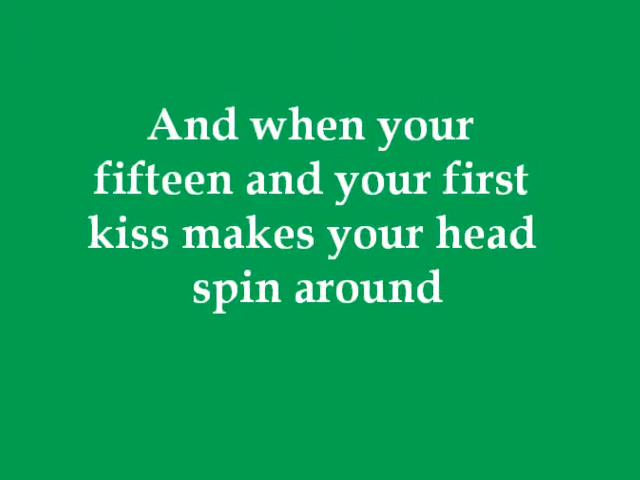 And when your
fifteen and your first
kiss makes your head
spin around